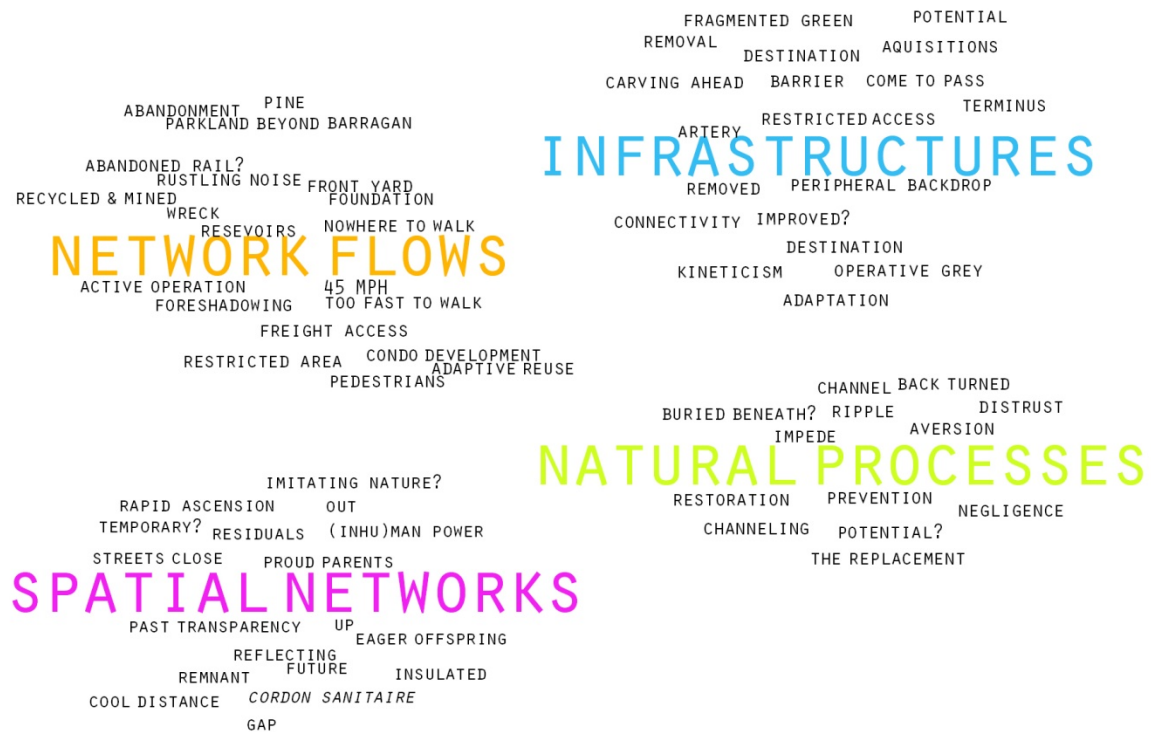 FRAGMENTED GREEN
POTENTIAL
REMOVAL
DESTINATION
AQUISITIONS
CARVING AHEAD
BARRIER
COME TO PASS
TERMINUS
RESTRICTED ACCESS
ARTERY
INFRASTRUCTURES
REMOVED
PERIPHERAL BACKDROP
CONNECTIVITY
IMPROVED?
DESTINATION
KINETICISM
OPERATIVE GREY
ADAPTATION
PINE
ABANDONMENT
PARKLAND BEYOND BARRAGAN
ABANDONED RAIL?
RUSTLING NOISE
FRONT YARD
RECYCLED & MINED
FOUNDATION
WRECK
RESEVOIRS
NOWHERE TO WALK
NETWORK FLOWS
ACTIVE OPERATION
45 MPH
FORESHADOWING
TOO FAST TO WALK
FREIGHT ACCESS
RESTRICTED AREA
CONDO DEVELOPMENT
ADAPTIVE REUSE
PEDESTRIANS
CHANNEL
BACK TURNED
BURIED BENEATH?
RIPPLE
DISTRUST
IMPEDE
AVERSION
NATURAL PROCESSES
RESTORATION
PREVENTION
NEGLIGENCE
CHANNELING
POTENTIAL?
THE REPLACEMENT
IMITATING NATURE?
RAPID ASCENSION
OUT
TEMPORARY?
RESIDUALS
(INHU)MAN POWER
STREETS CLOSE
PROUD PARENTS
SPATIAL NETWORKS
PAST TRANSPARENCY
UP
EAGER OFFSPRING
REFLECTING
FUTURE
REMNANT
INSULATED
COOL DISTANCE
CORDON SANITAIRE
GAP